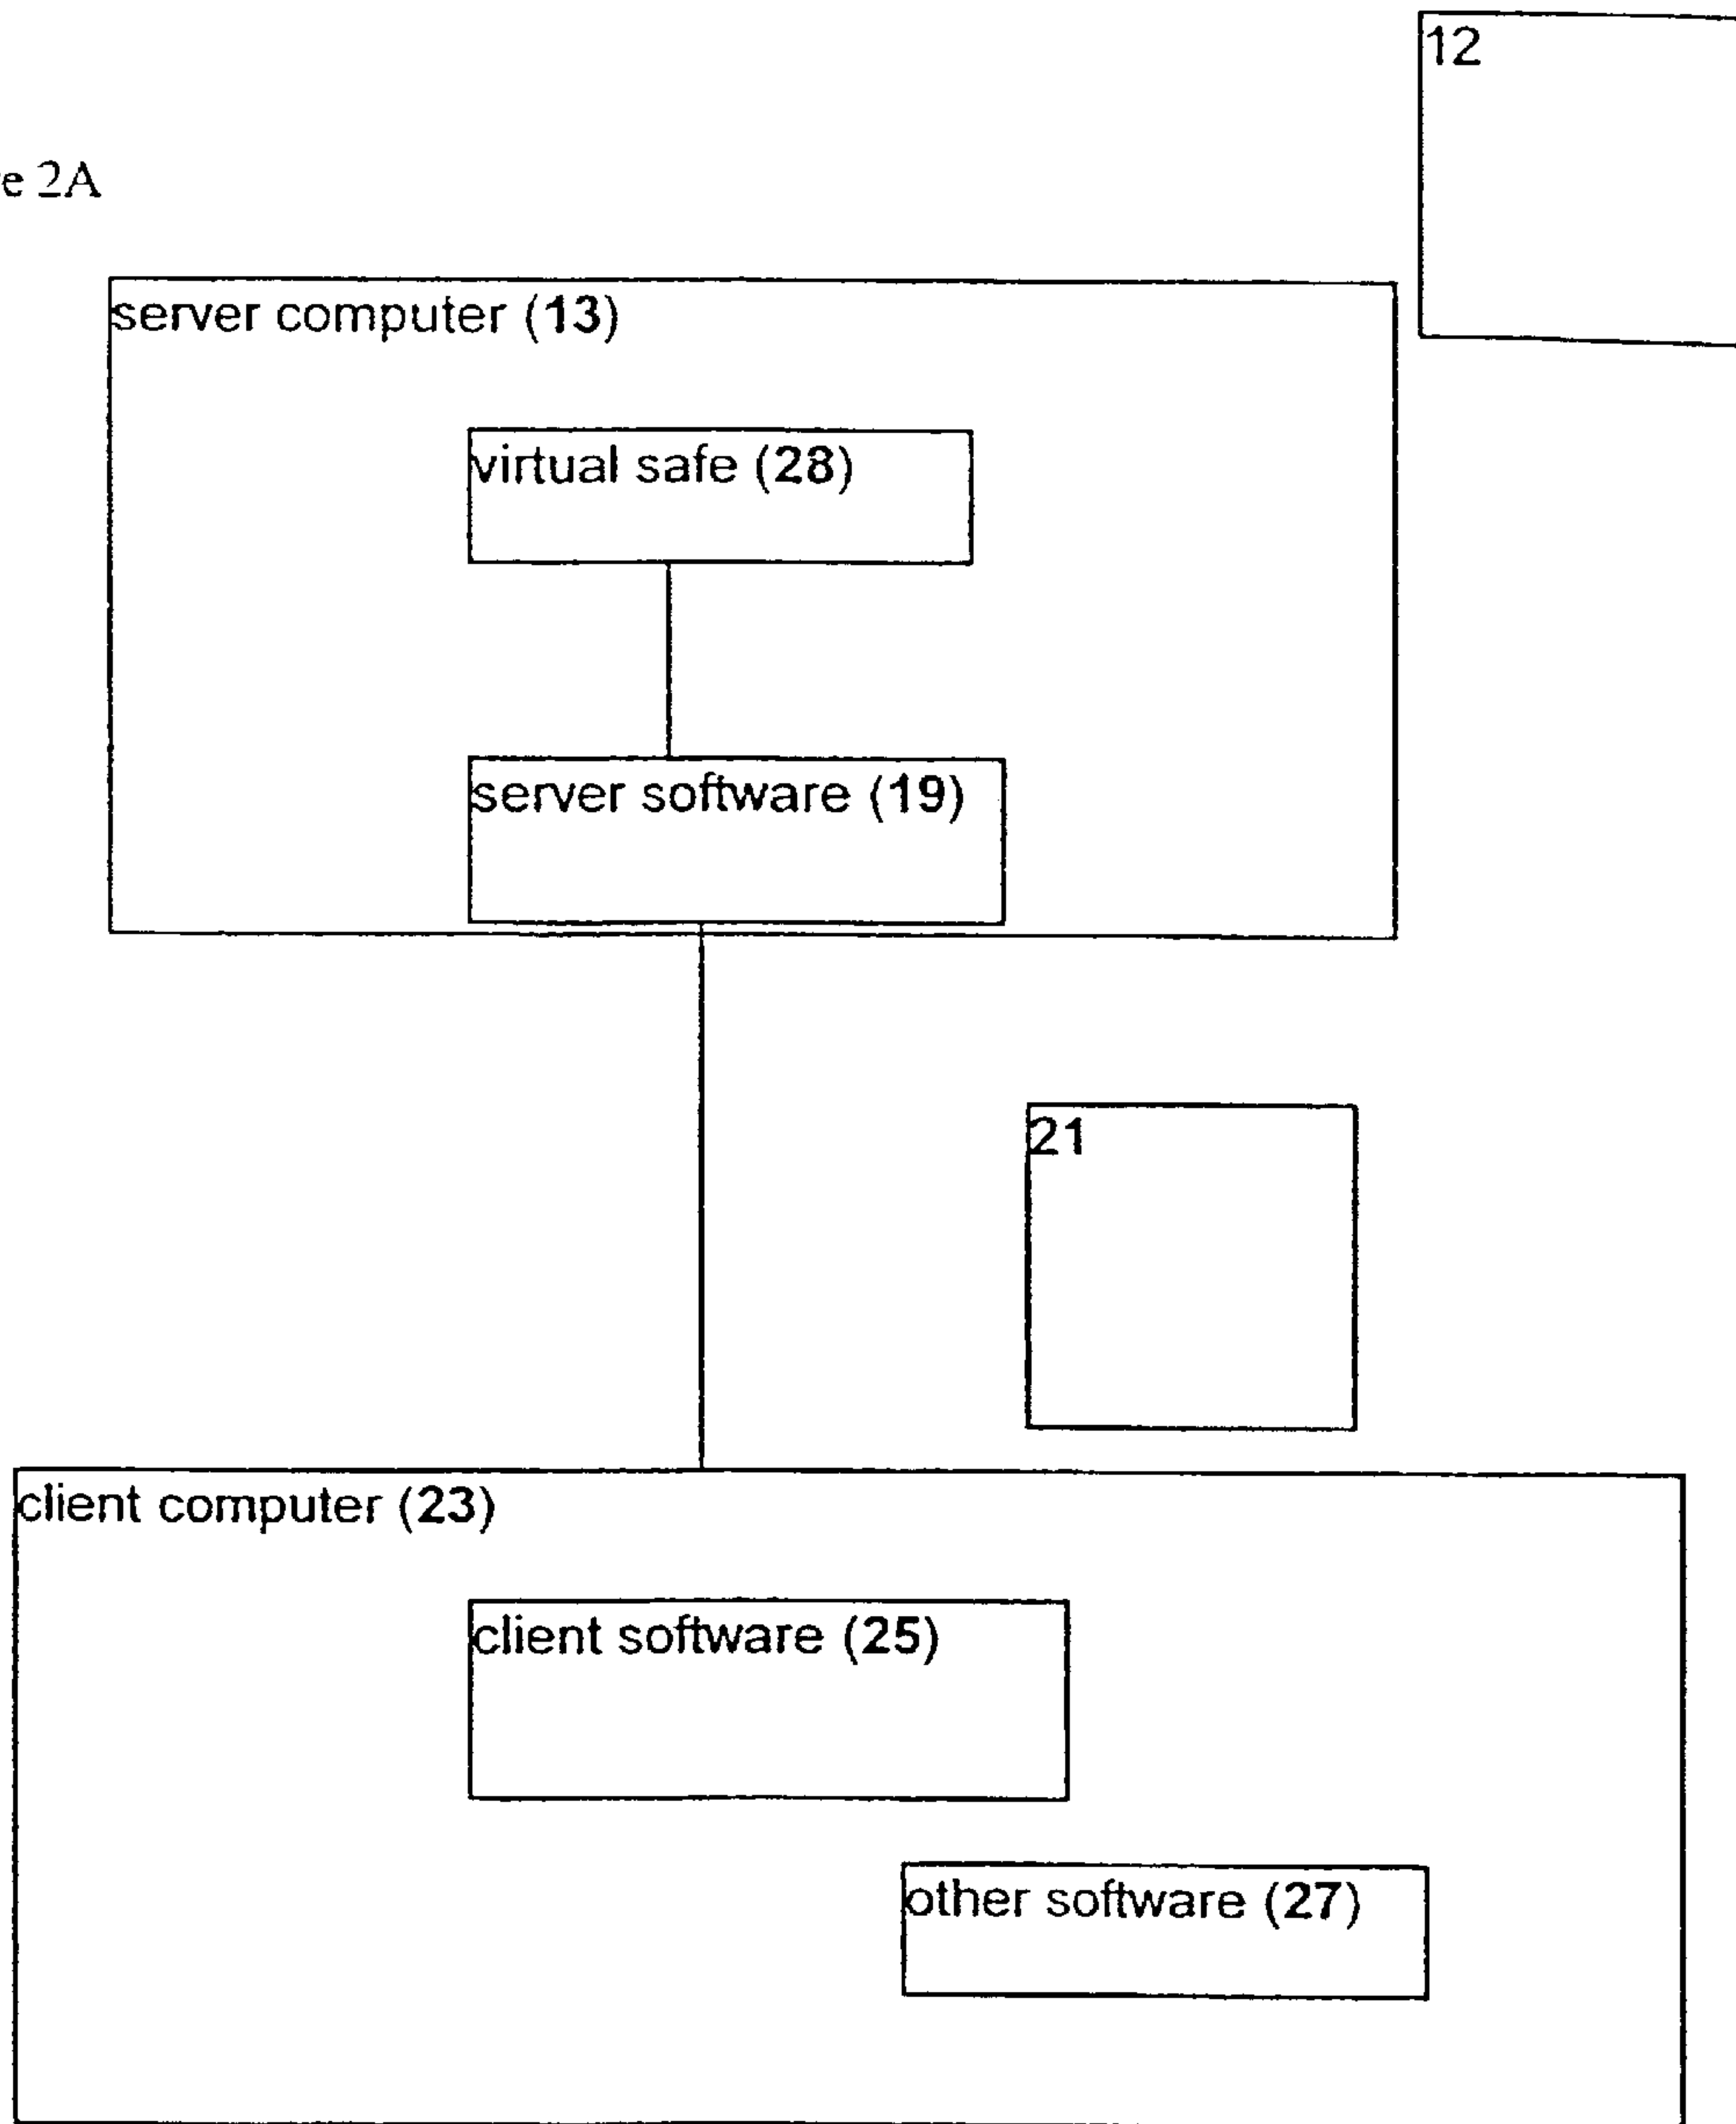 12
e 2A
server computer (13)
virtual safe (28)
server software (19)
21
client computer (23)
client software (25)
other software (27)